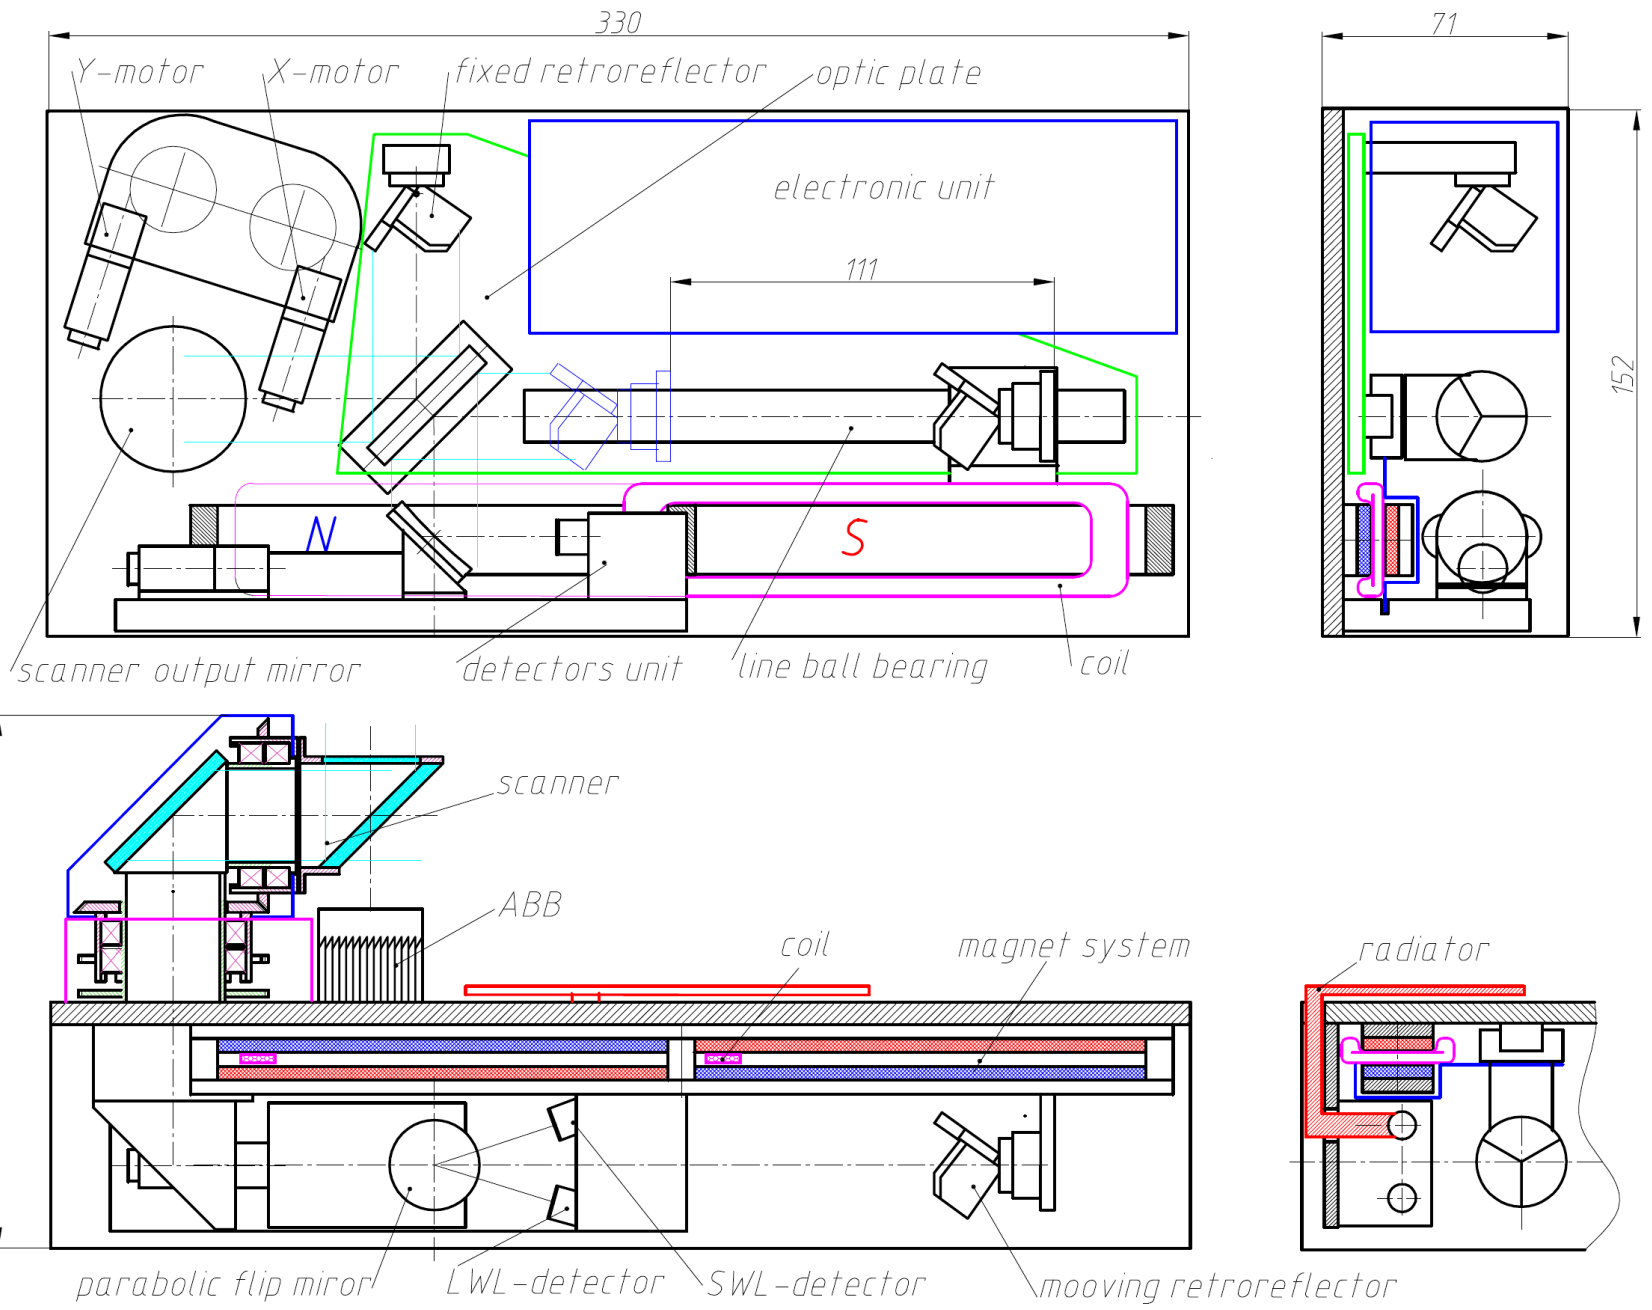 330
71
Y-motor
X-motor
fixed retroreflector
optic plate
electronic unit
111
152
N
S
scanner output mirror
detectors unit
line ball bearing
coil
scanner
ABB
coil
magnet system
radiator
parabolic flip miror
LWL-detector
SWL-detector
mooving retroreflector